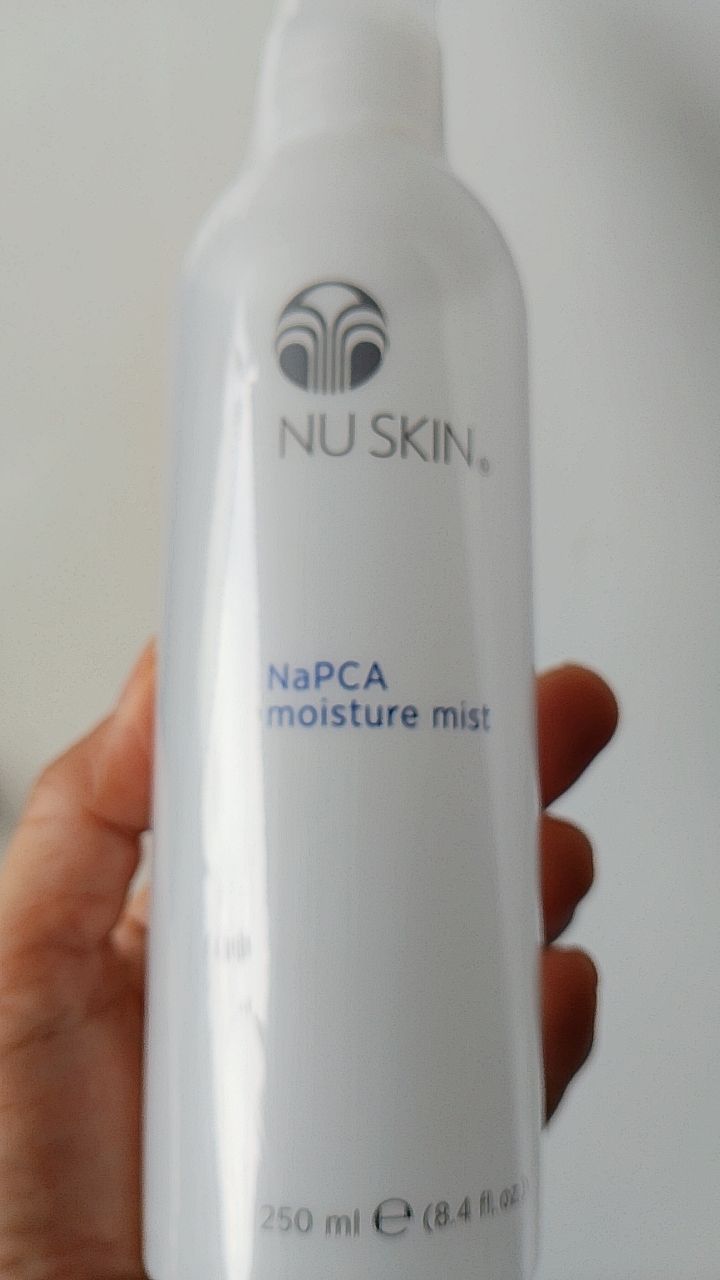 NU SKIN®
NaPCA
moisture mist
250 ml ℮ (8.4 fl. oz.)